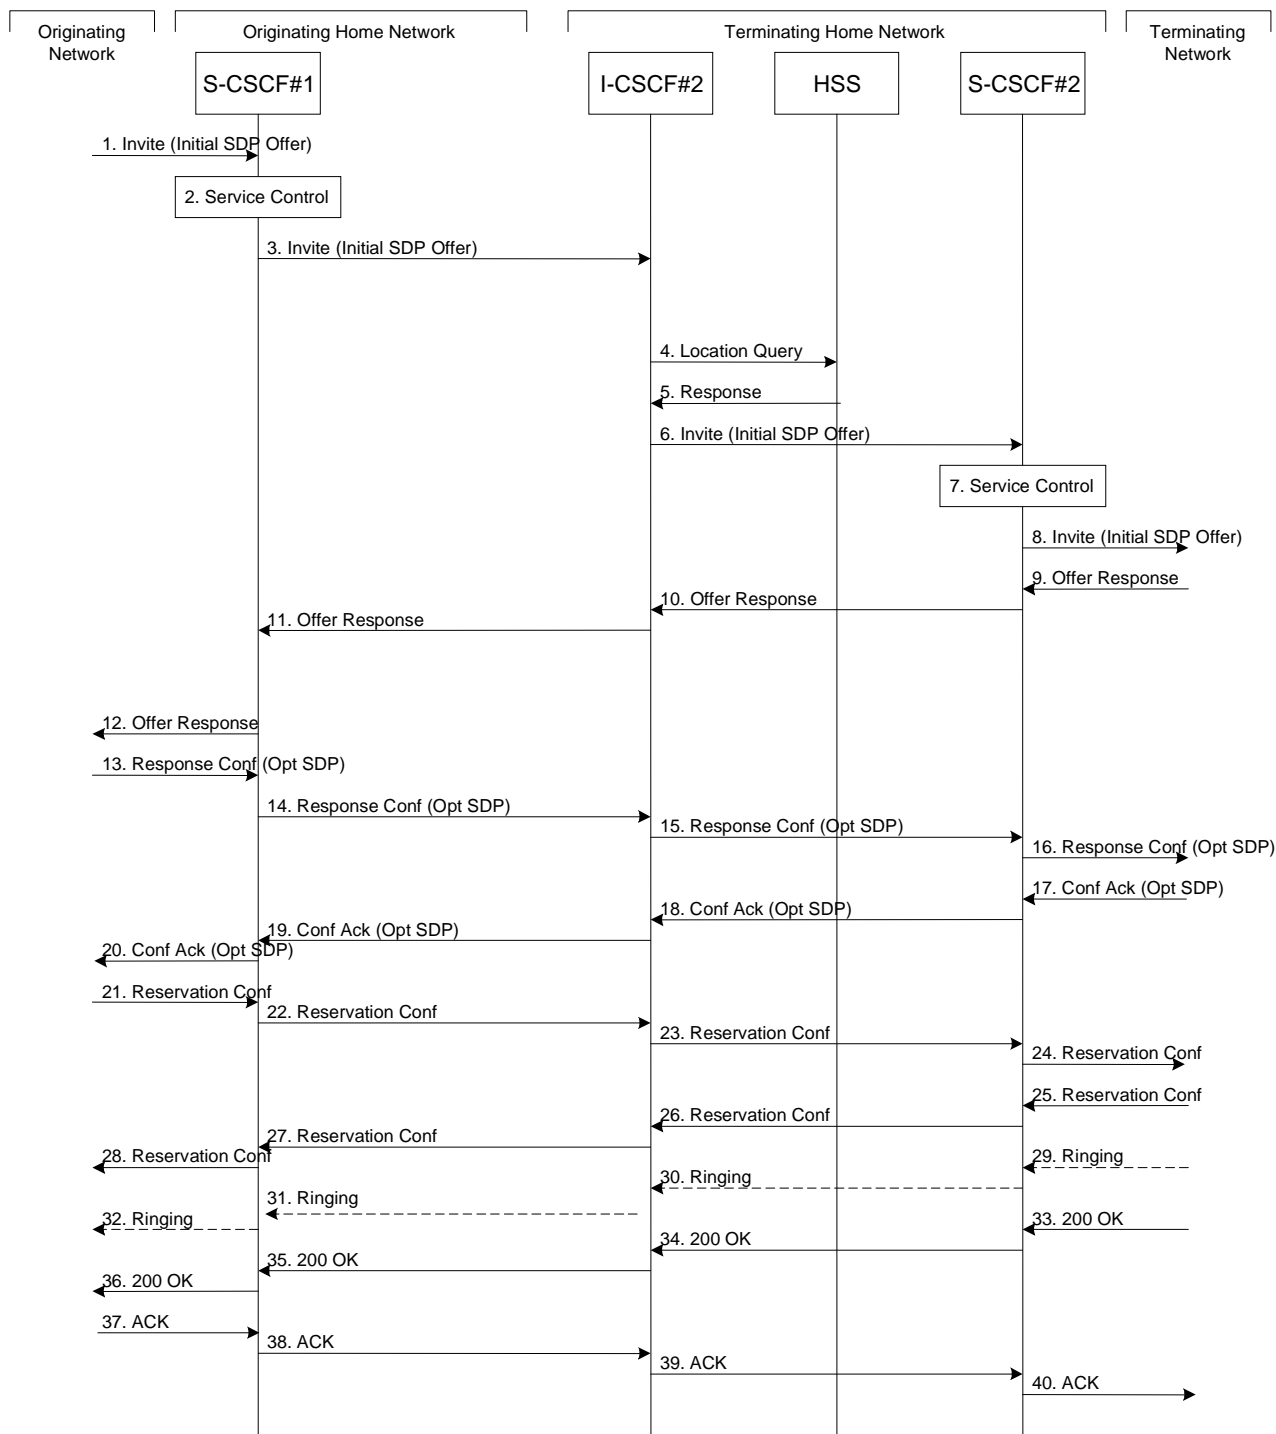 Originating
Network
Originating Home Network
Terminating Home Network
Terminating
Network
S-CSCF#1
I-CSCF#2
HSS
S-CSCF#2
1. Invite (Initial SDP Offer)
2. Service Control
3. Invite (Initial SDP Offer)
4. Location Query
5. Response
6. Invite (Initial SDP Offer)
7. Service Control
8. Invite (Initial SDP Offer)
9. Offer Response
10. Offer Response
11. Offer Response
12. Offer Response
13. Response Conf (Opt SDP)
14. Response Conf (Opt SDP)
15. Response Conf (Opt SDP)
16. Response Conf (Opt SDP)
17. Conf Ack (Opt SDP)
18. Conf Ack (Opt SDP)
19. Conf Ack (Opt SDP)
20. Conf Ack (Opt SDP)
21. Reservation Conf
22. Reservation Conf
23. Reservation Conf
24. Reservation Conf
25. Reservation Conf
26. Reservation Conf
27. Reservation Conf
28. Reservation Conf
29. Ringing
30. Ringing
31. Ringing
32. Ringing
33. 200 OK
34. 200 OK
35. 200 OK
36. 200 OK
37. ACK
38. ACK
39. ACK
40. ACK